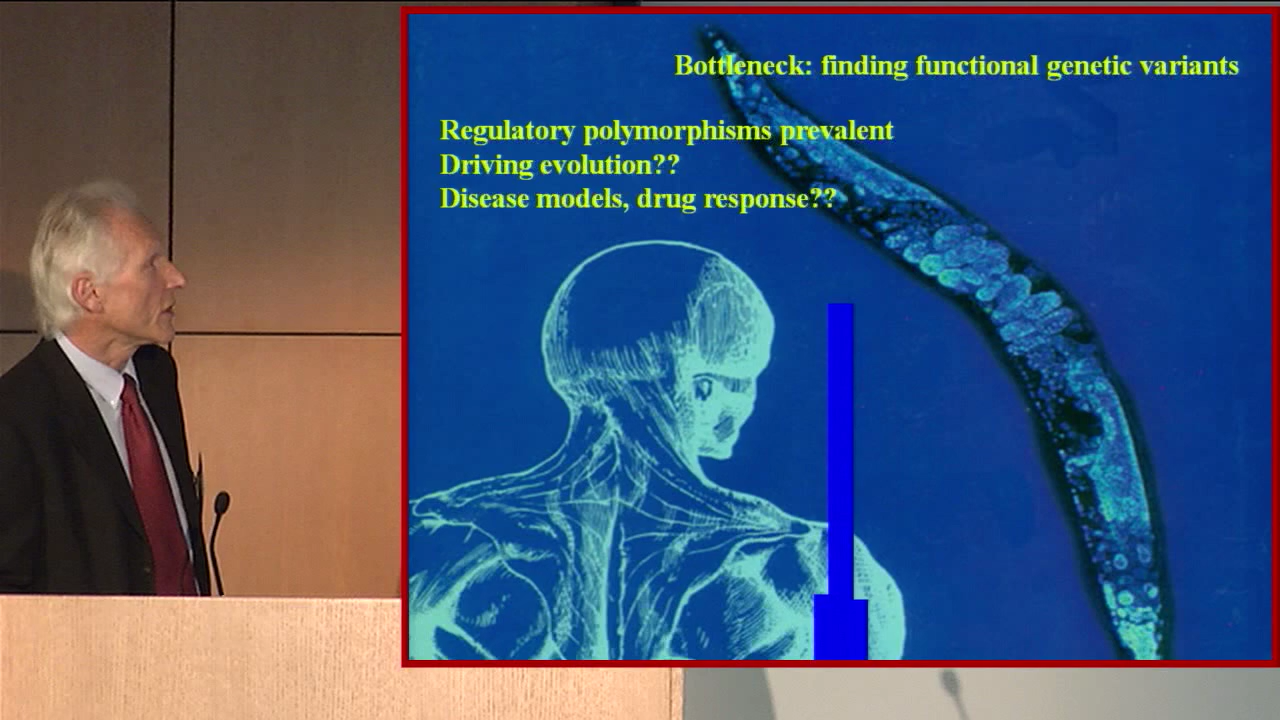 Bottleneck: finding functional genetic variants
Regulatory polymorphisms prevalent
Driving evolution??
Disease models, drug response??